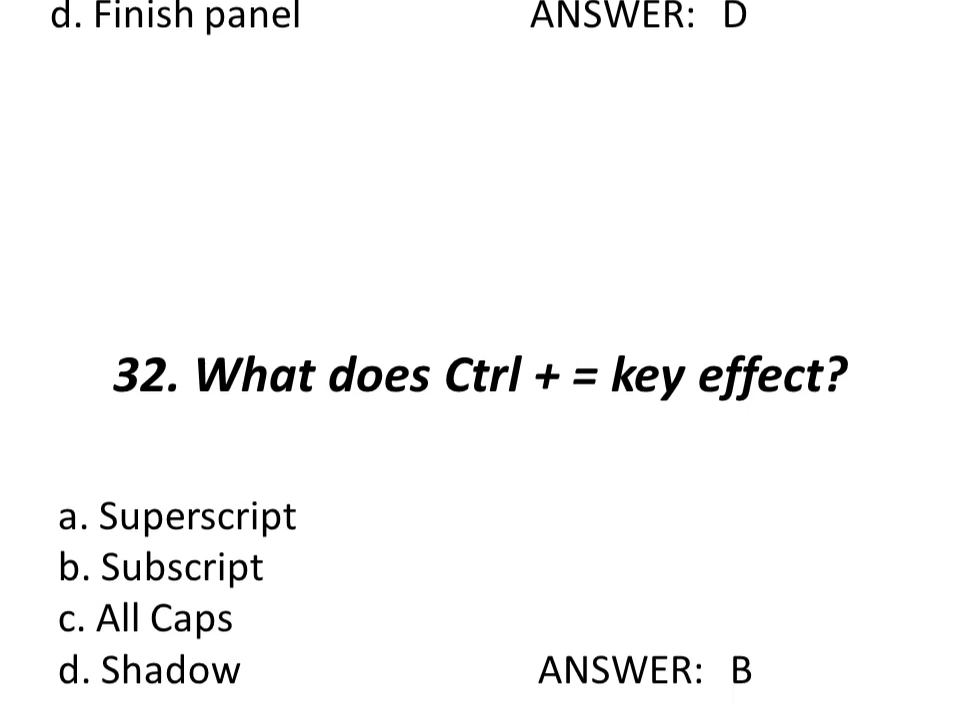 d. Finish panel ANSWER: D
32. What does Ctrl + = key effect?
a. Superscript
b. Subscript
c. All Caps
d. Shadow ANSWER: B